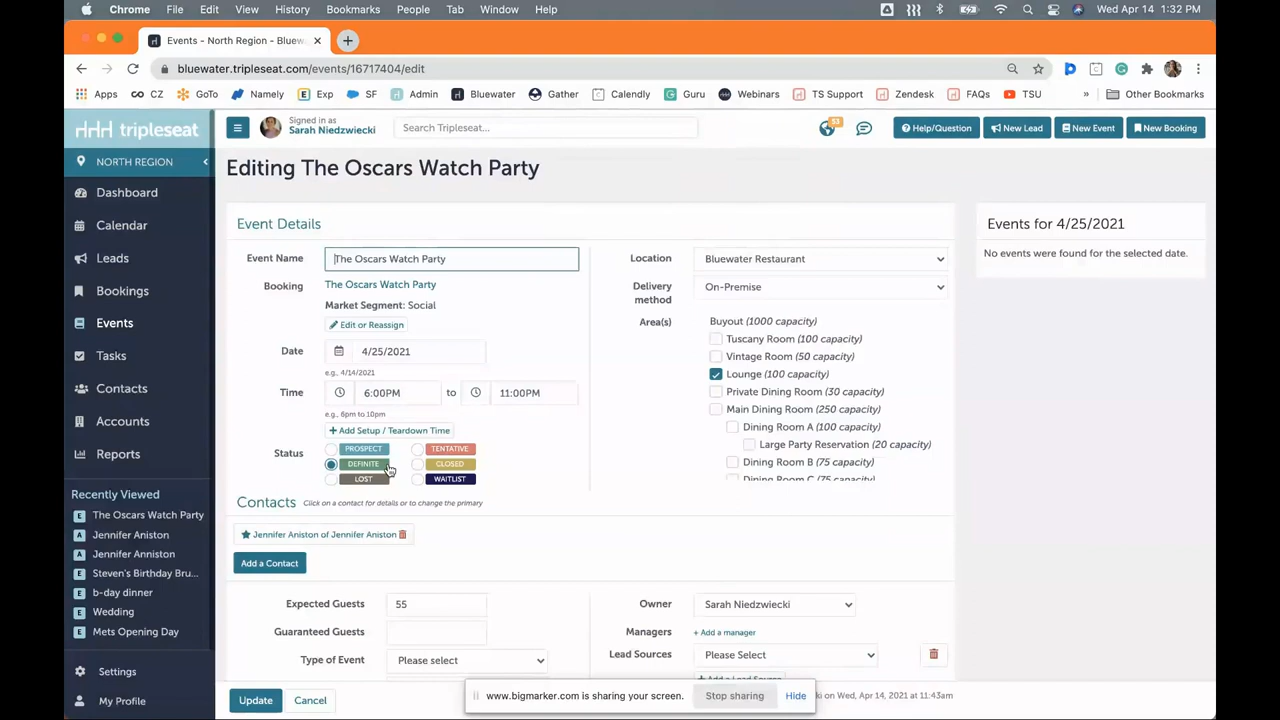 Chrome File Edit View History Bookmarks People Tab Window Help Wed Apr 14 1:32 PM
Events - North Region - Bluew
bluewater.tripleseat.com/events/16717404/edit
Apps CZ GoTo Namely Exp SF Admin Bluewater Gather Calendly Guru Webinars TS Support Zendesk FAQs TSU » Other Bookmarks
tripleseat
Signed in as
Sarah Niedzwiecki
Search Tripleseat...
53
Help/Question
New Lead
New Event
New Booking
NORTH REGION
Dashboard
Calendar
Leads
Bookings
Events
Tasks
Contacts
Accounts
Reports
Recently Viewed
E The Oscars Watch Party
A Jennifer Aniston
A Jennifer Anniston
E Steven's Birthday Bru...
E b-day dinner
E Wedding
E Mets Opening Day
Settings
My Profile
Editing The Oscars Watch Party
Event Details
Event Name The Oscars Watch Party
Booking The Oscars Watch Party
Market Segment: Social
Edit or Reassign
Date 4/25/2021
e.g., 4/14/2021
Time 6:00PM to 11:00PM
e.g., 6pm to 10pm
+ Add Setup / Teardown Time
Status PROSPECT TENTATIVE
DEFINITE CLOSED
LOST WAITLIST
Location Bluewater Restaurant
Delivery method On-Premise
Area(s) Buyout (1000 capacity)
Tuscany Room (100 capacity)
Vintage Room (50 capacity)
Lounge (100 capacity)
Private Dining Room (30 capacity)
Main Dining Room (250 capacity)
Dining Room A (100 capacity)
Large Party Reservation (20 capacity)
Dining Room B (75 capacity)
Dining Room C (75 capacity)
Contacts Click on a contact for details or to change the primary
Jennifer Aniston of Jennifer Aniston
Add a Contact
Expected Guests 55
Guaranteed Guests
Type of Event Please select
Owner Sarah Niedzwiecki
Managers + Add a manager
Lead Sources Please Select
+ Add a Lead Source
Update Cancel
www.bigmarker.com is sharing your screen. Stop sharing Hide
ki on Wed, Apr 14, 2021 at 11:43am
Events for 4/25/2021
No events were found for the selected date.